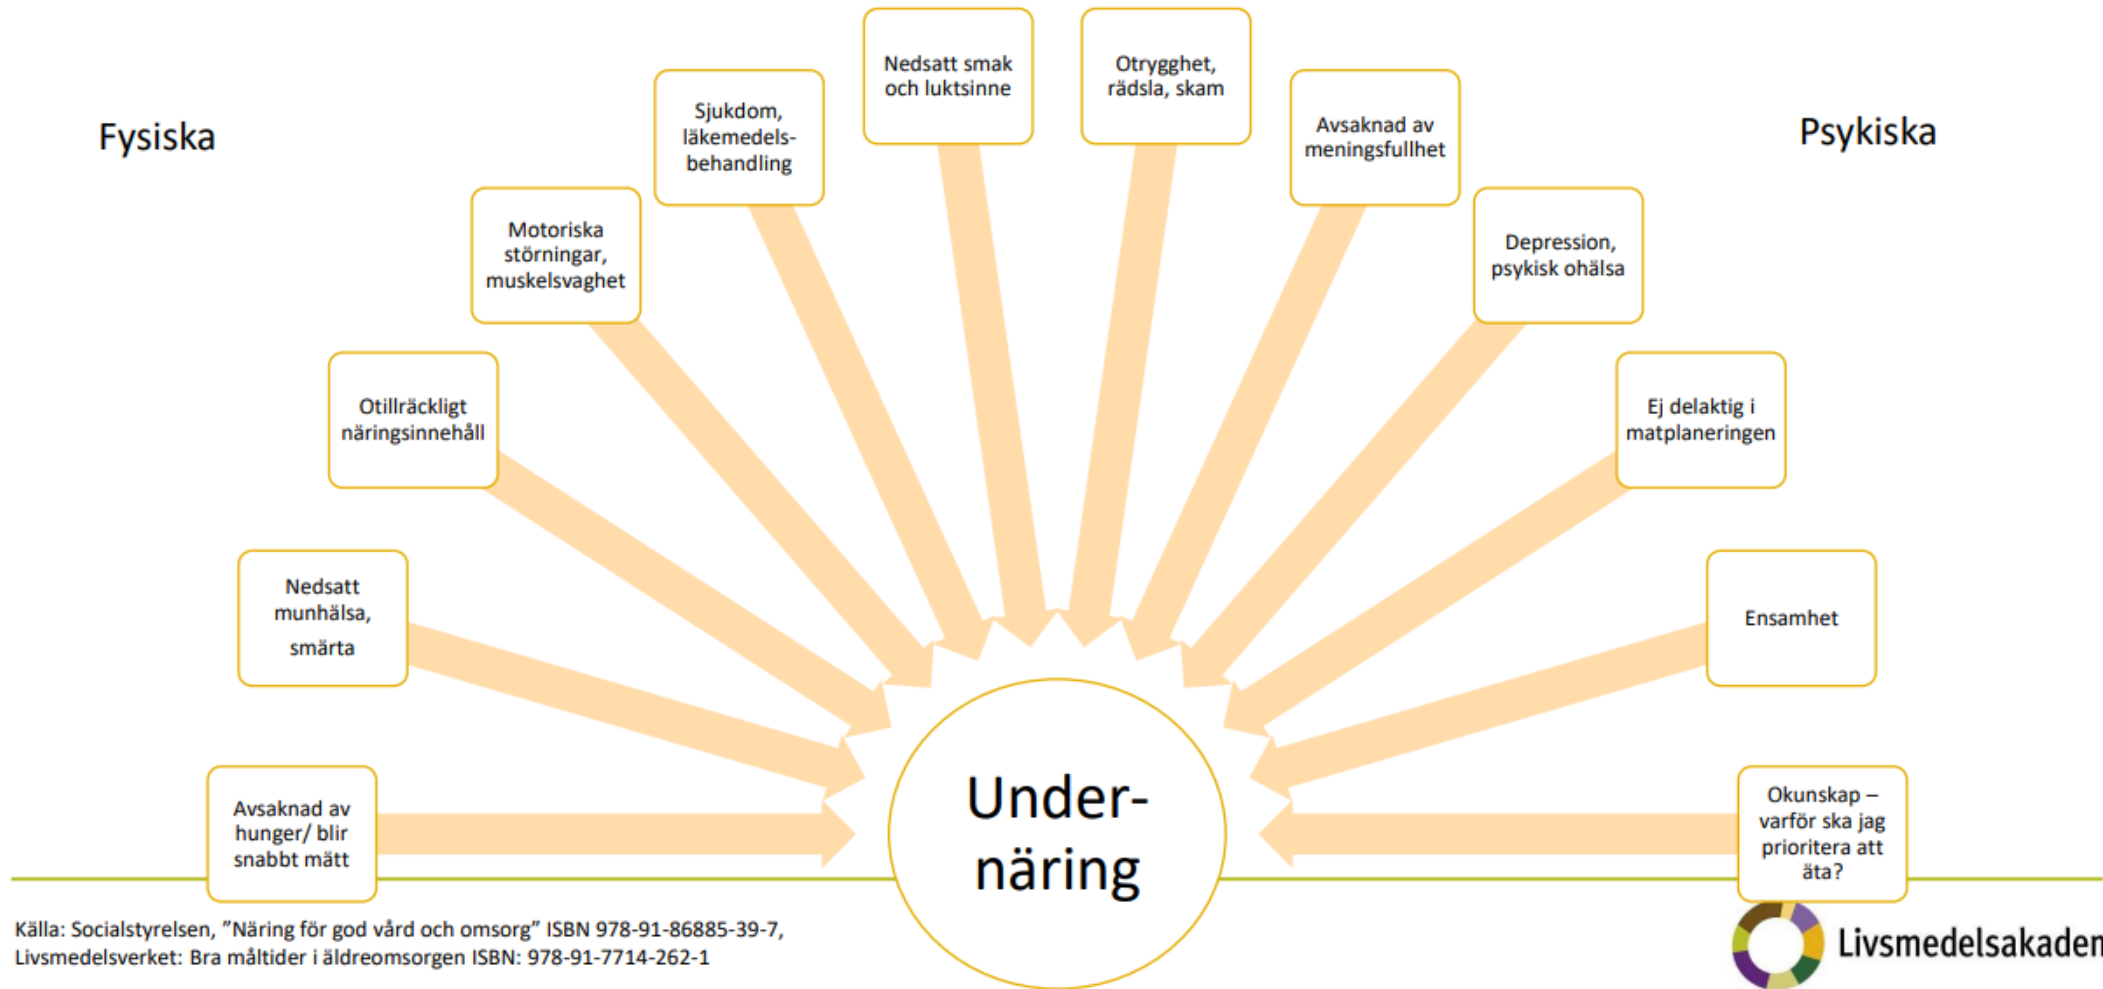 Fysiska
Psykiska
Avsaknad av
hunger/ blir
snabbt mätt
Nedsatt
munhälsa,
smärta
Otillräckligt
näringsinnehåll
Motoriska
störningar,
muskelsvaghet
Sjukdom,
läkemedels-
behandling
Nedsatt smak
och luktsinne
Otrygghet,
rädsla, skam
Avsaknad av
meningsfullhet
Depression,
psykisk ohälsa
Ej delaktig i
matplaneringen
Ensamhet
Okunskap –
varför ska jag
prioritera att
äta?
Under-
näring
Källa: Socialstyrelsen, ”Näring för god vård och omsorg” ISBN 978-91-86885-39-7,
Livsmedelsverket: Bra måltider i äldreomsorgen ISBN: 978-91-7714-262-1
Livsmedelsakadem